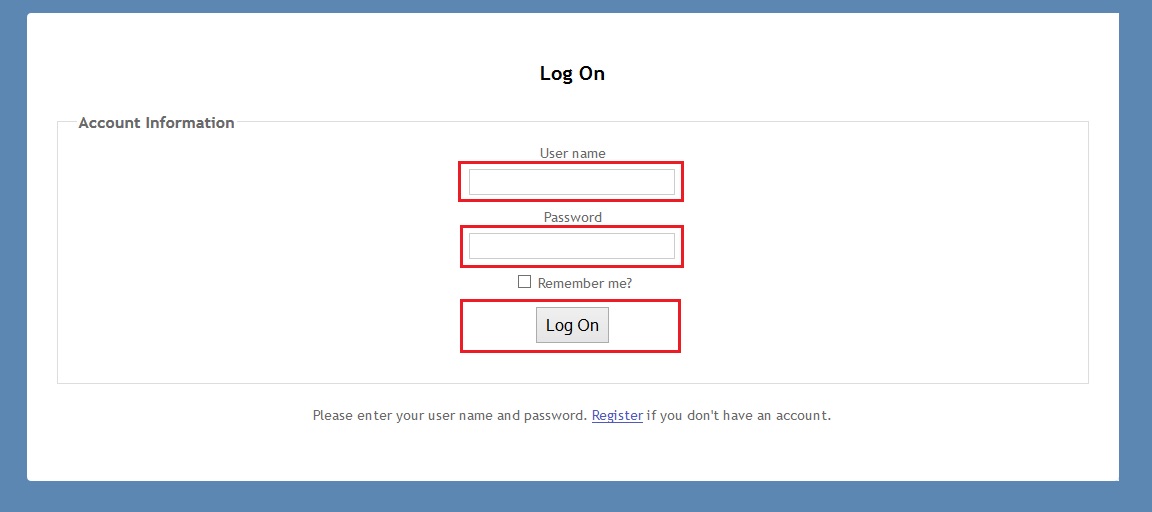 Log On
Account Information
User name
Password
Remember me?
Log On
Please enter your user name and password. Register if you don't have an account.